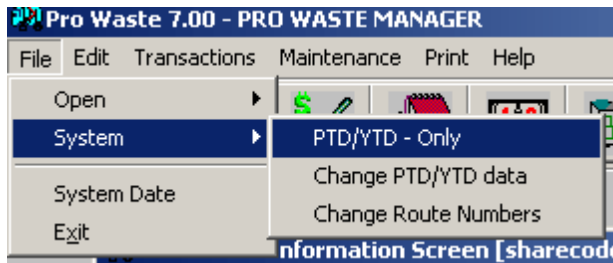 Pro Waste 7.00 - PRO WASTE MANAGER
File Edit Transactions Maintenance Print Help
Open
System
System Date
Exit
PTD/YTD - Only
Change PTD/YTD data
Change Route Numbers
nformation Screen [sharecod